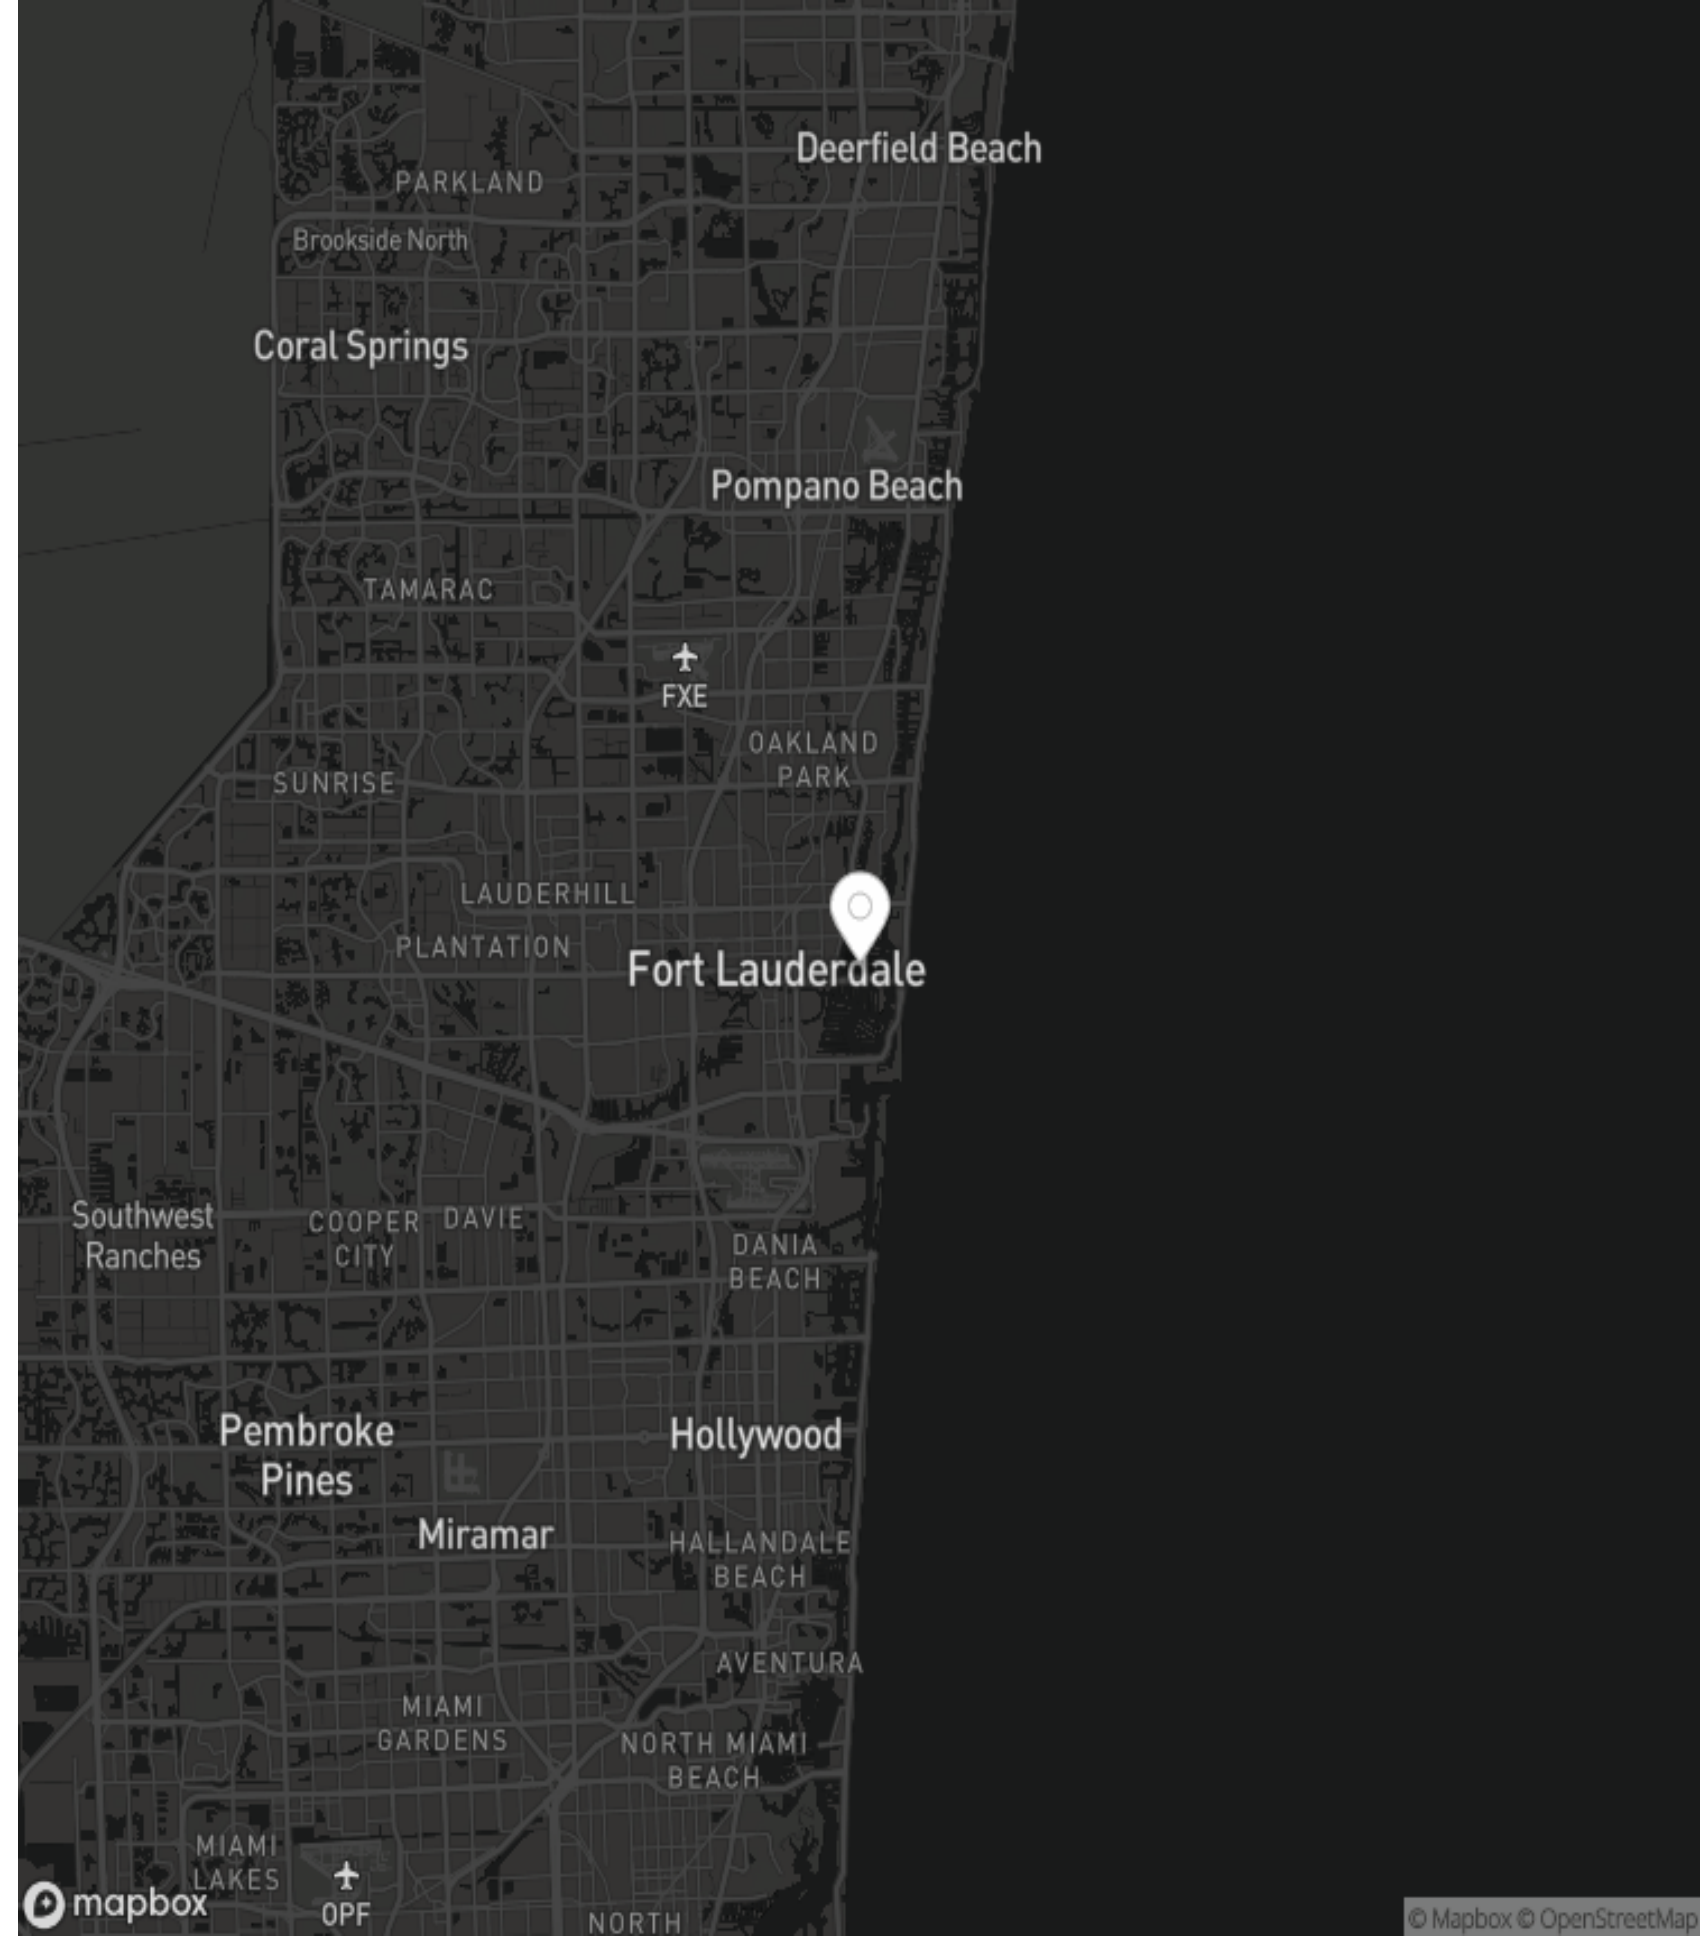 Deerfield Beach
PARKLAND
Brookside North
Coral Springs
Pompano Beach
TAMARAC
FXE
OAKLAND
PARK
SUNRISE
LAUDERHILL
PLANTATION
Fort Lauderdale
Southwest
Ranches
COOPER
CITY
DAVIE
DANIA
BEACH
Pembroke
Pines
Hollywood
Miramar
HALLANDALE
BEACH
AVENTURA
MIAMI
GARDENS
NORTH MIAMI
BEACH
MIAMI
LAKES
OPF
NORTH
mapbox
© Mapbox © OpenStreetMap